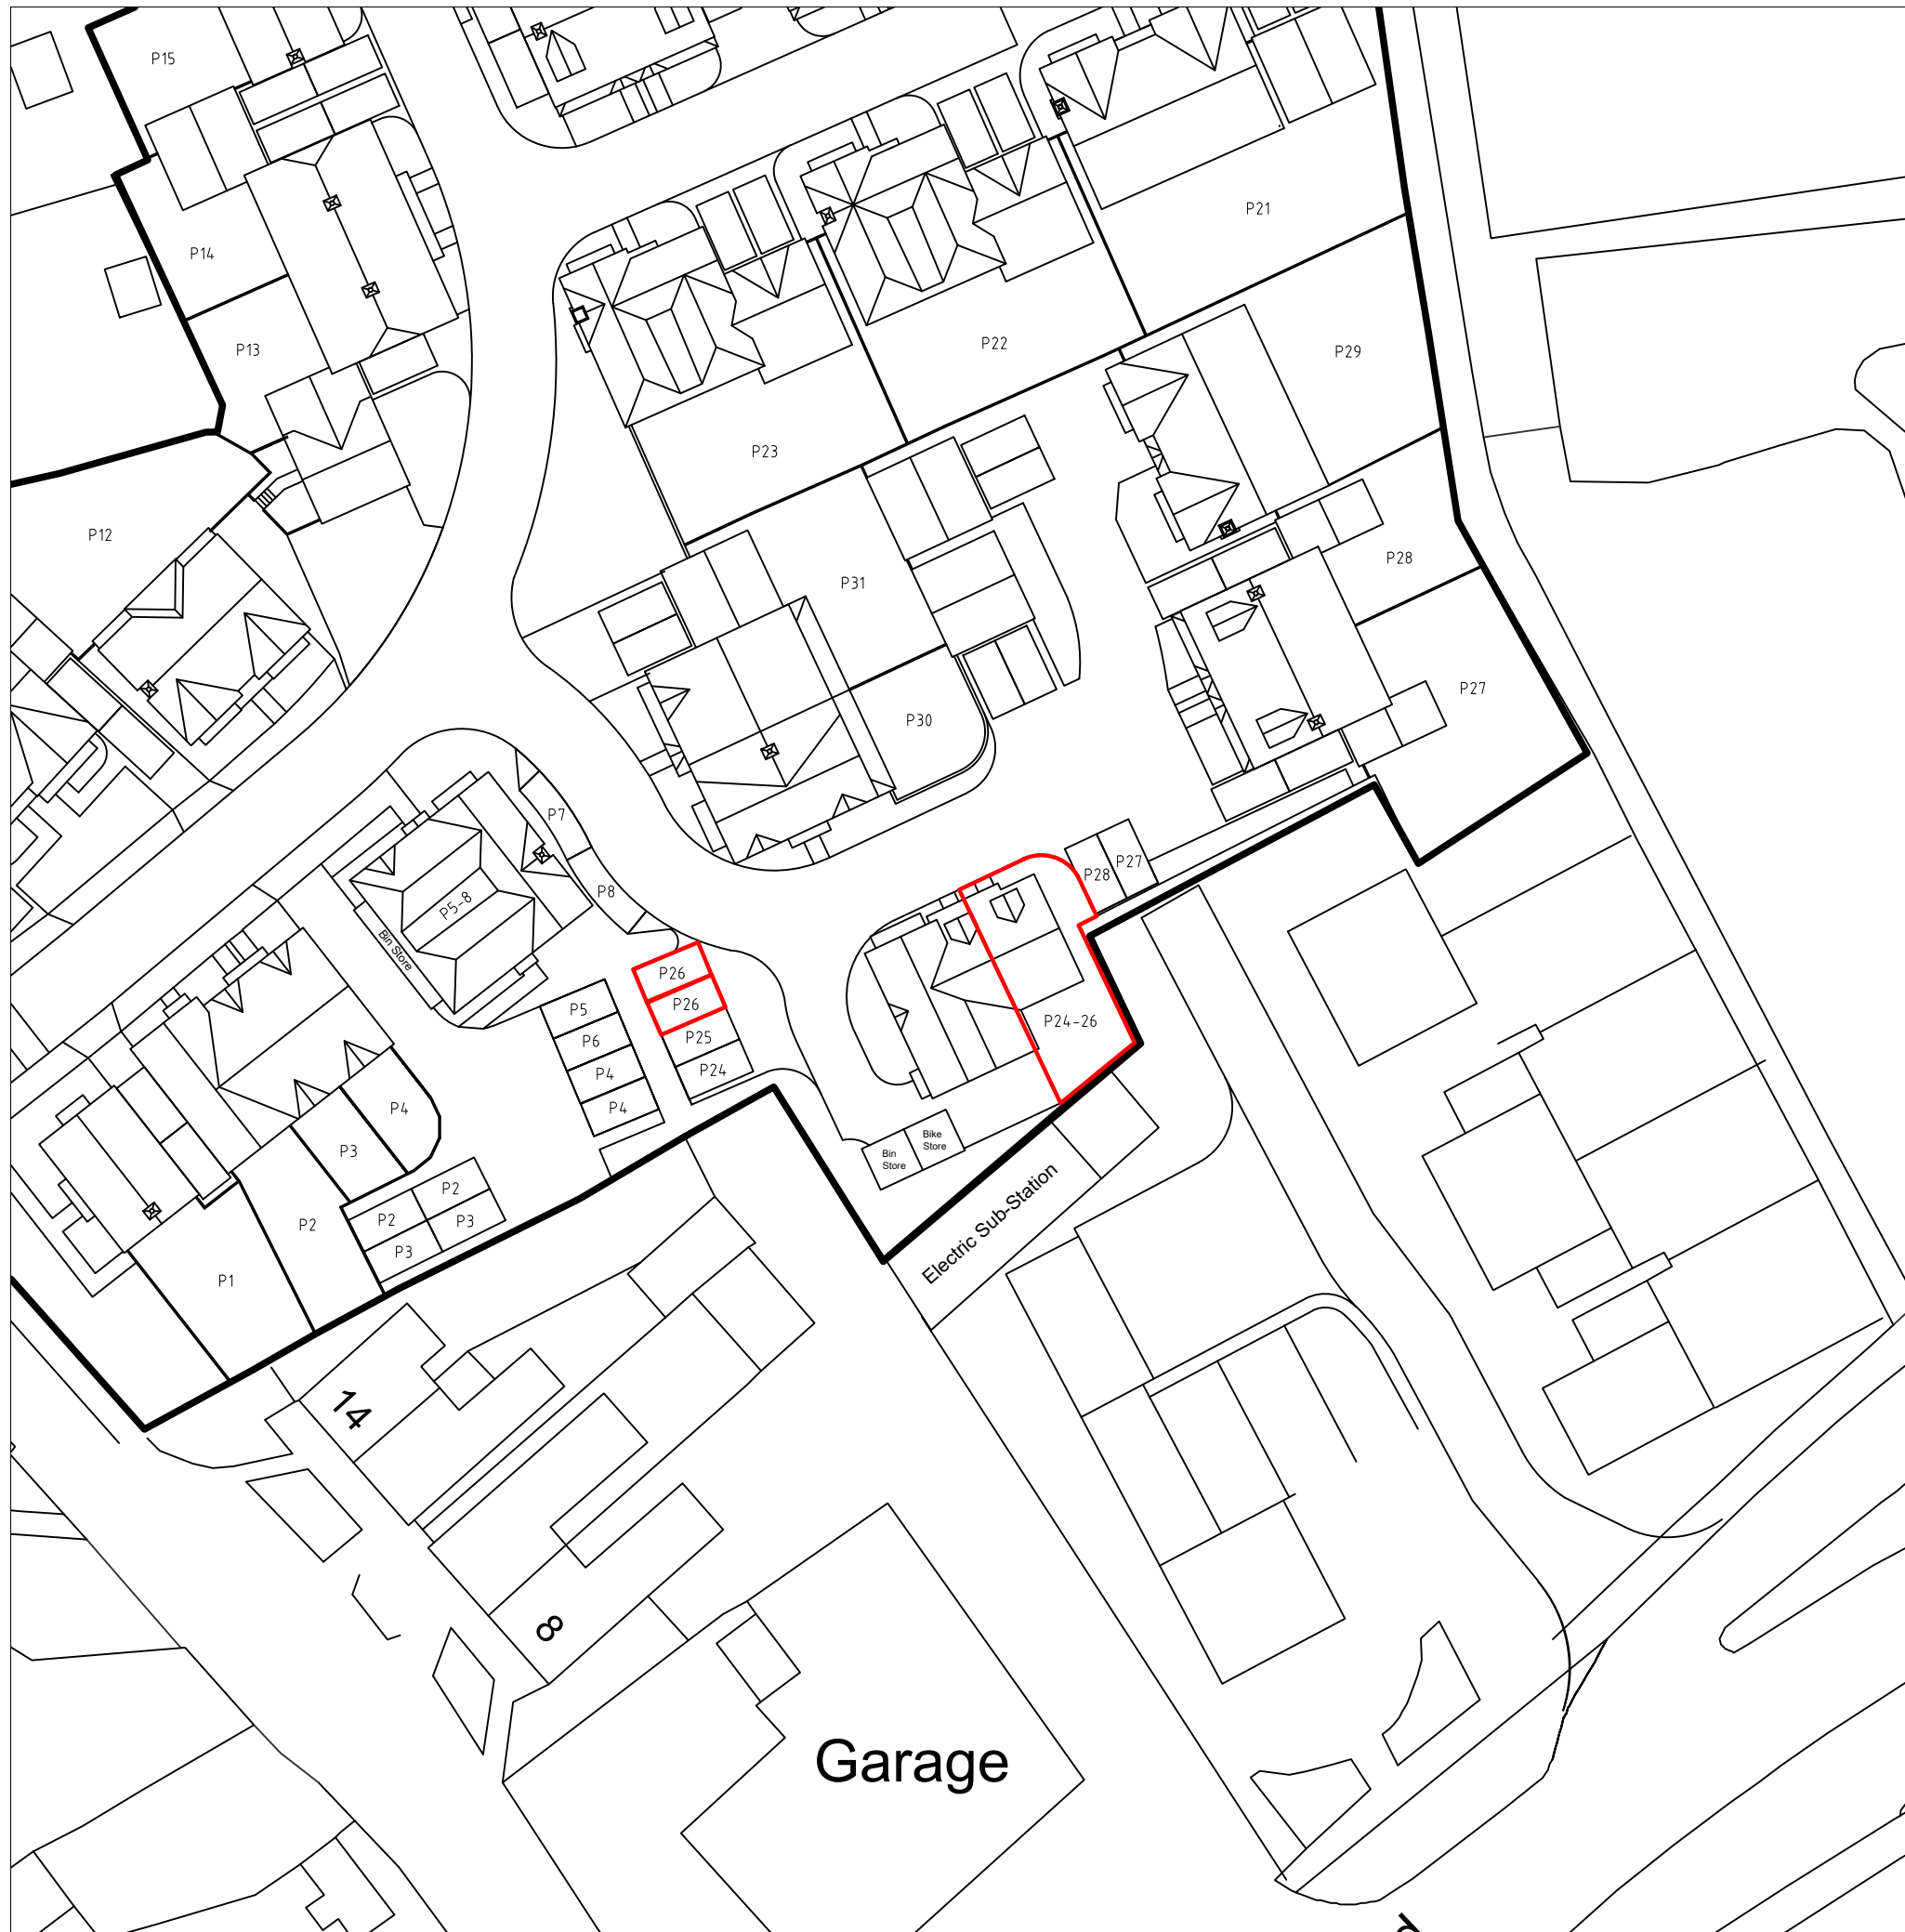 P15
P14
P13
P12
P21
P22
P23
P29
P28
P27
P31
P30
P7
P8
P5-8
Bin Store
P28
P27
P26
P26
P25
P24
P5
P6
P4
P4
P24-26
Bin
Store
Bike
Store
P4
P3
P2
P1
P2
P2
P3
P3
Electric Sub-Station
14
8
Garage